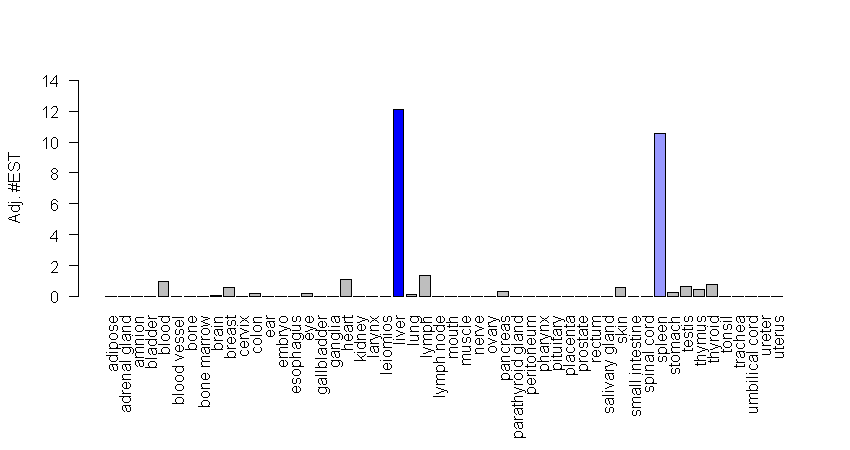 14
12
10
8
6
4
2
0
Adj. #EST
adipose
adrenal gland
amnion
bladder
blood
blood vessel
bone
bone marrow
brain
breast
cervix
colon
ear
embryo
esophagus
eye
gallbladder
ganglia
heart
kidney
larynx
leiomios
liver
lung
lymph
lymph node
mouth
muscle
nerve
ovary
pancreas
parathyroid gland
peritoneum
pharynx
pituitary
placenta
prostate
rectum
salivary gland
skin
small intestine
spinal cord
spleen
stomach
testis
thymus
thyroid
tonsil
trachea
umbilical cord
ureter
uterus